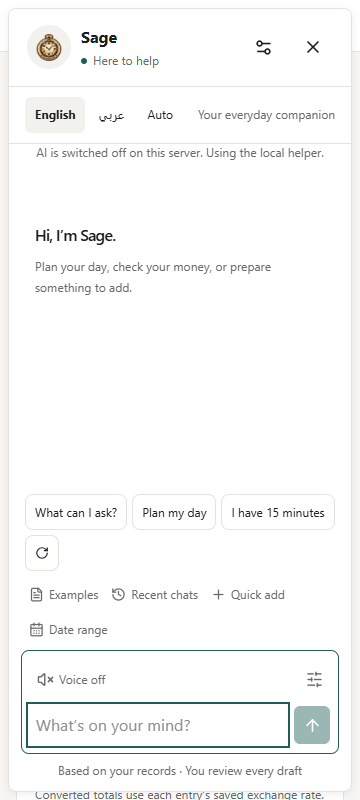 Sage
Here to help
English عربي Auto Your everyday companion
AI is switched off on this server. Using the local helper.
Hi, I’m Sage.
Plan your day, check your money, or prepare
something to add.
What can I ask? Plan my day I have 15 minutes
Examples Recent chats Quick add
Date range
Voice off
What’s on your mind?
Based on your records · You review every draft
Converted totals use each entry’s saved exchange rate.